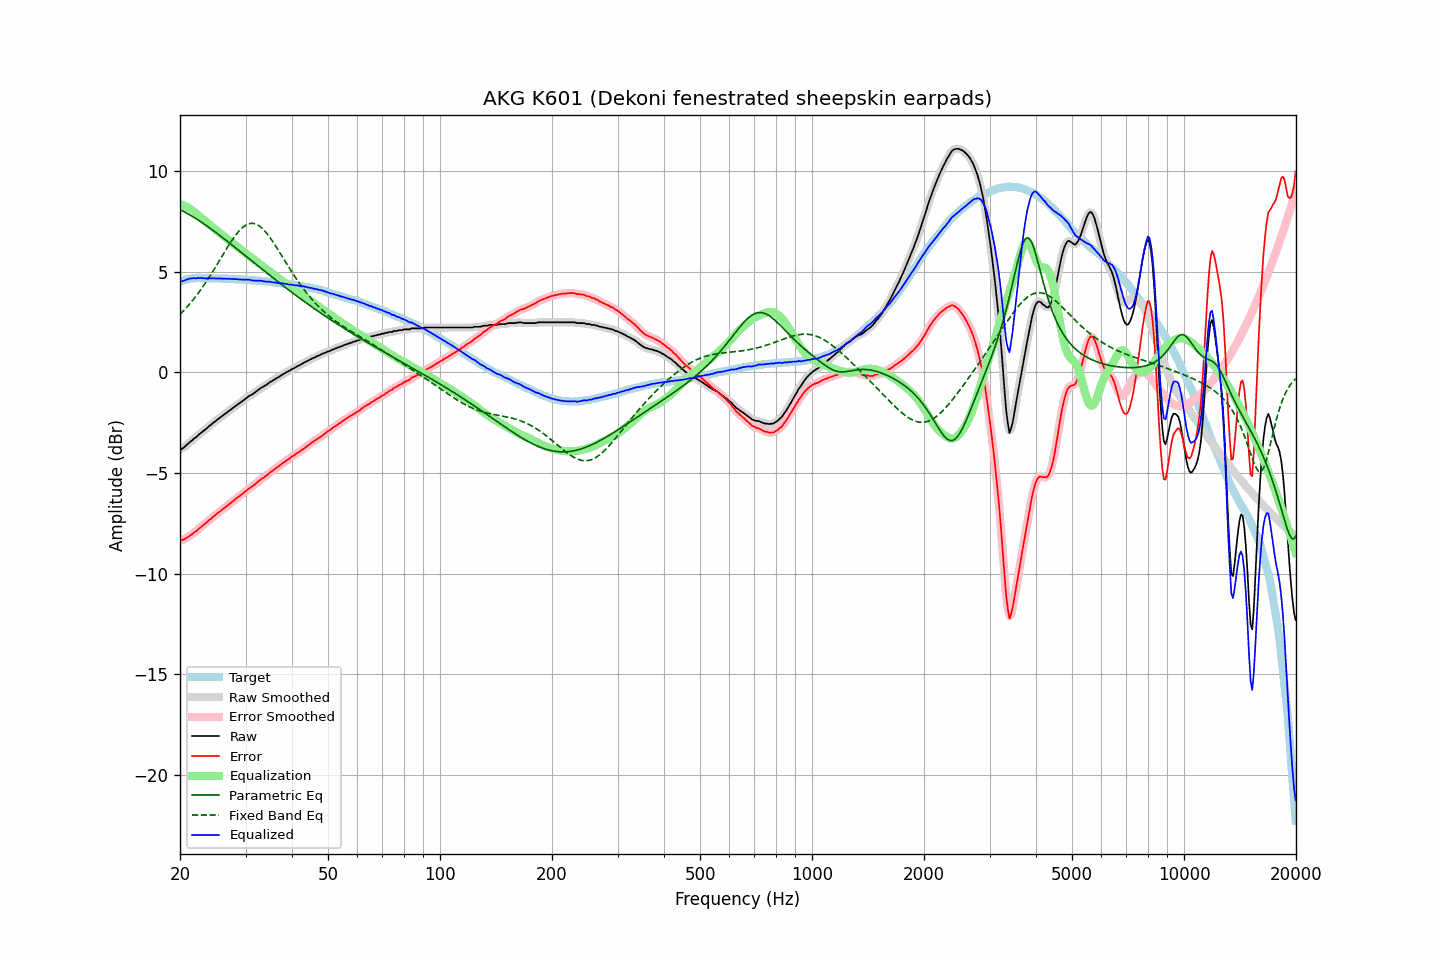 AKG K601 (Dekoni fenestrated sheepskin earpads)
Amplitude (dBr)
10
5
0
−5
−10
−15
−20
Target
Raw Smoothed
Error Smoothed
Raw
Error
Equalization
Parametric Eq
Fixed Band Eq
Equalized
20 50 100 200 500 1000 2000 5000 10000 20000
Frequency (Hz)